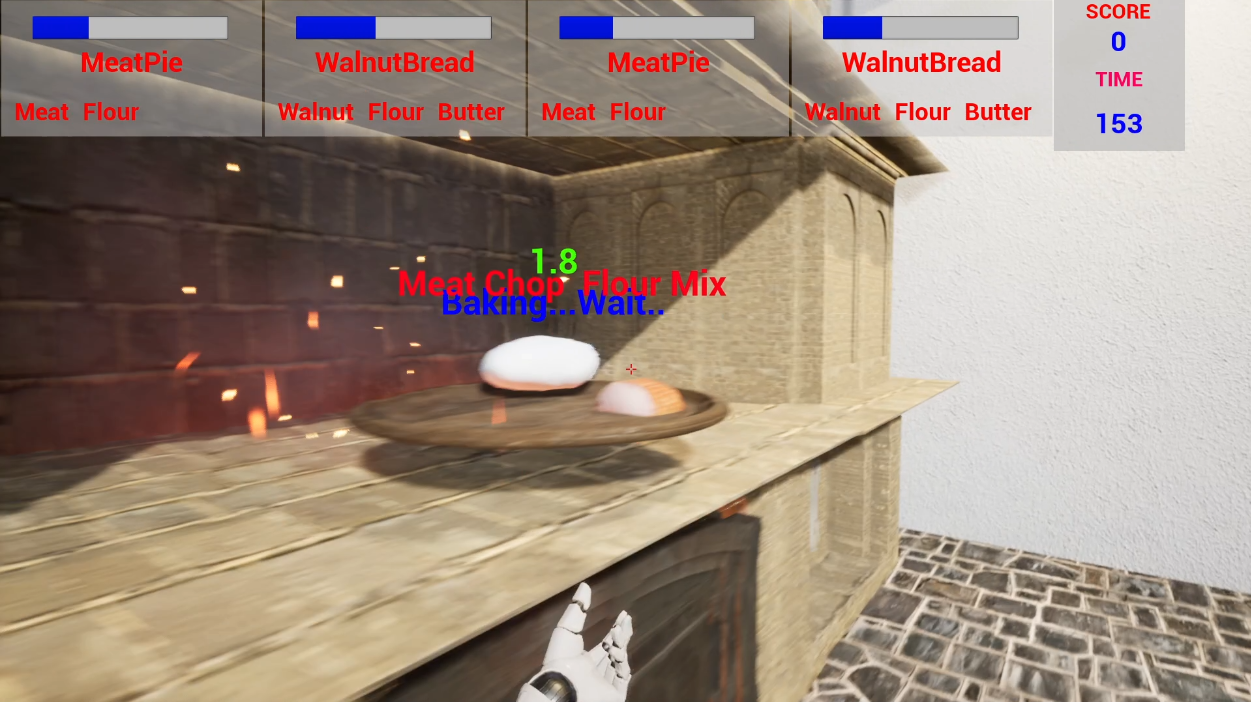 MeatPie
Meat Flour
WalnutBread
Walnut Flour Butter
MeatPie
Meat Flour
WalnutBread
Walnut Flour Butter
SCORE
0
TIME
153
1.8
Meat Chop Flour Mix
Baking...Wait..